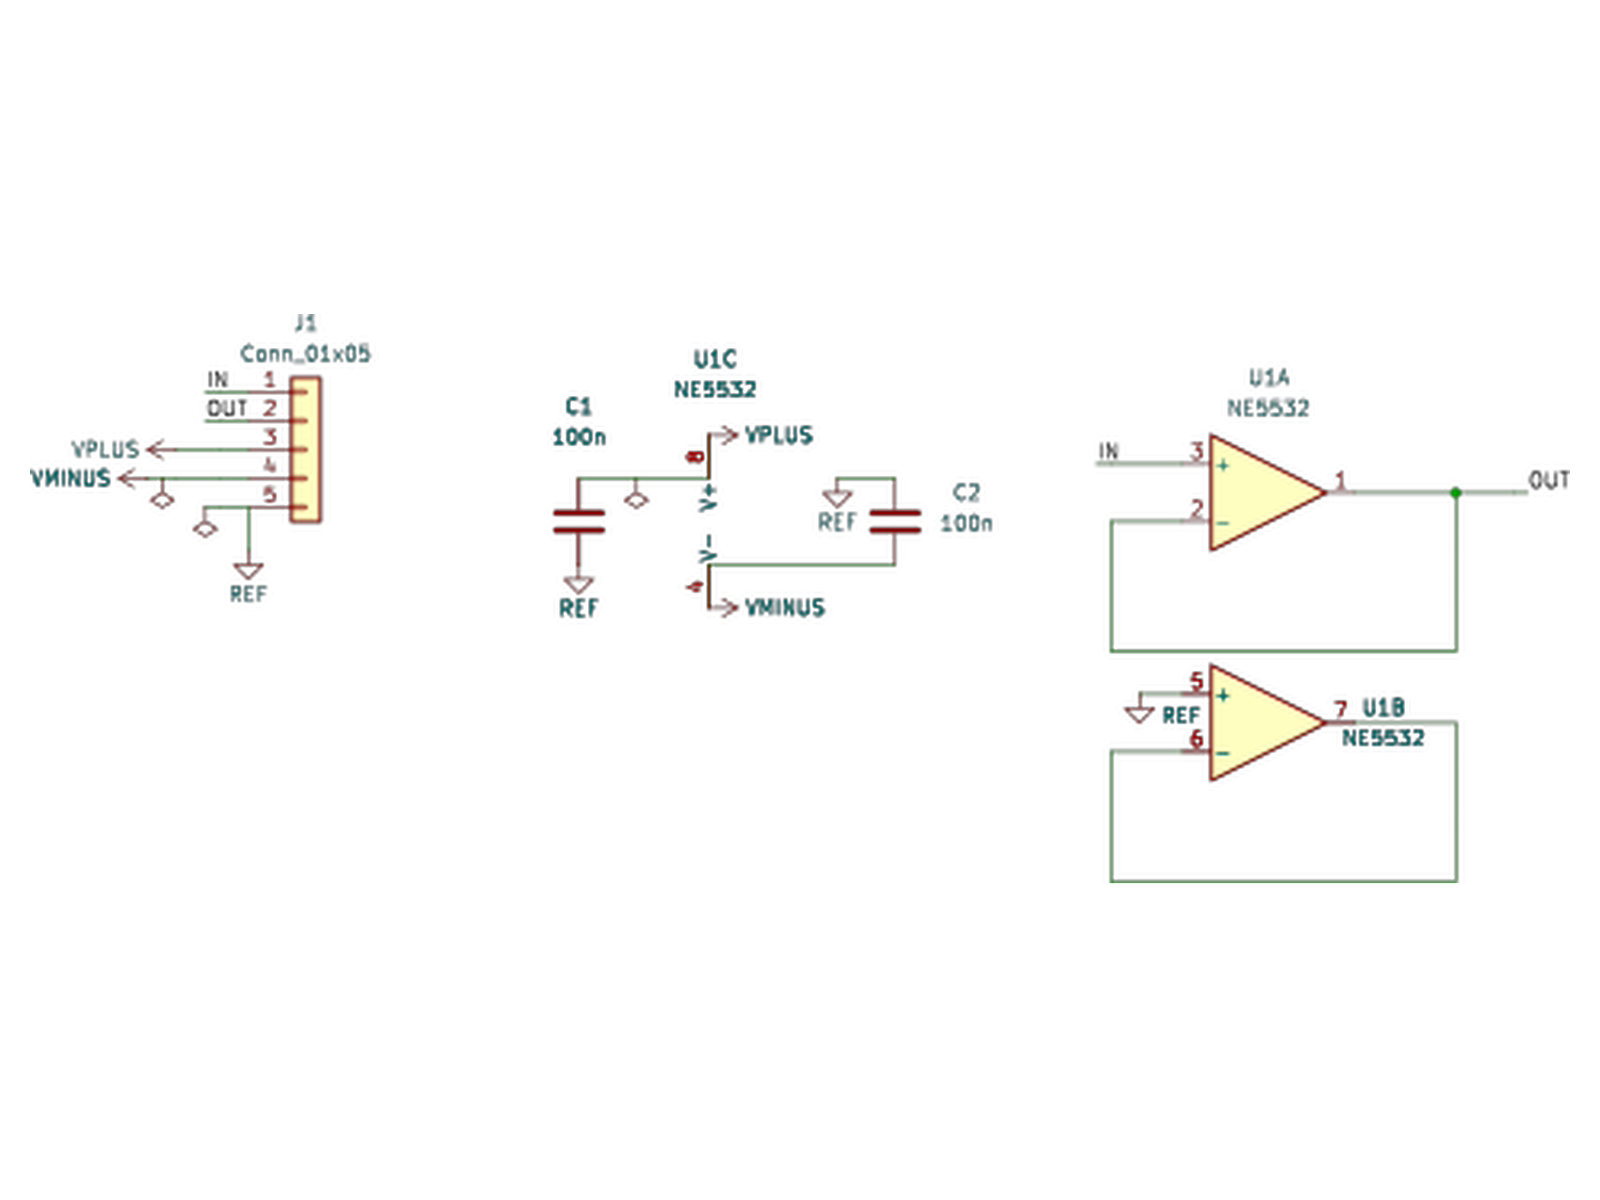 J1
Conn_01x05
IN 1
OUT 2
VPLUS 3
VMINUS 4
5
REF
U1C
NE5532
C1
100n
8
VPLUS
V+
V-
4
VMINUS
REF
REF
C2
100n
U1A
NE5532
IN 3
+
1
OUT
2
-
5
+
REF
6
-
7
U1B
NE5532